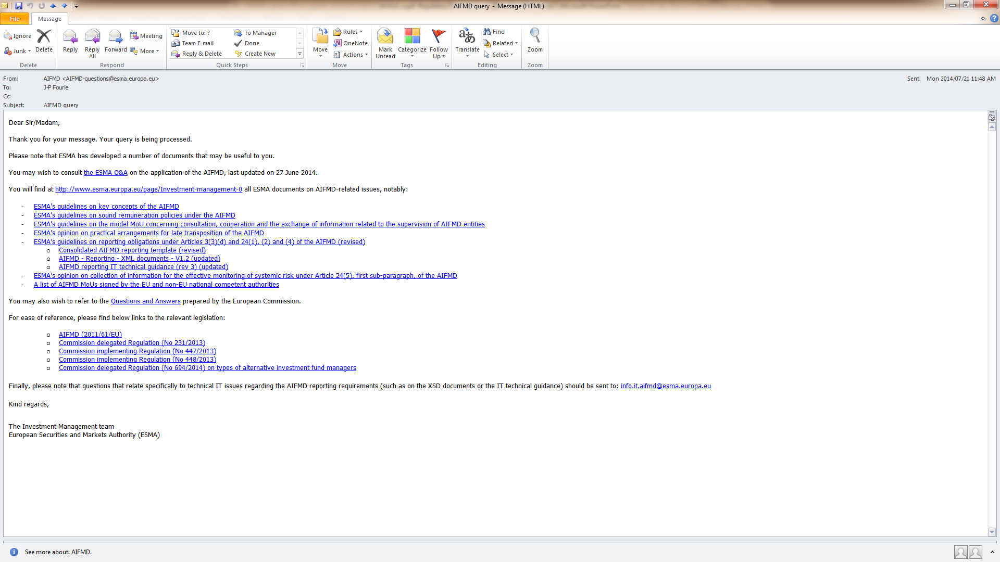 AIFMD query - Message (HTML)
File Message
Ignore
Junk
Delete
Delete
Reply
Reply All
Forward
Meeting
More
Respond
Move to: ?
Team E-mail
Reply & Delete
To Manager
Done
Create New
Quick Steps
Move
Rules
OneNote
Actions
Move
Mark Unread
Categorize
Follow Up
Tags
Translate
Find
Related
Select
Editing
Zoom
Zoom
From: AIFMD <AIFMD-questions@esma.europa.eu> Sent: Mon 2014/07/21 11:48 AM
To: J-P Fourie
Cc:
Subject: AIFMD query
Dear Sir/Madam,
Thank you for your message. Your query is being processed.
Please note that ESMA has developed a number of documents that may be useful to you.
You may wish to consult the ESMA Q&A on the application of the AIFMD, last updated on 27 June 2014.
You will find at http://www.esma.europa.eu/page/Investment-management-0 all ESMA documents on AIFMD-related issues, notably:
- ESMA's guidelines on key concepts of the AIFMD
- ESMA's guidelines on sound remuneration policies under the AIFMD
- ESMA's guidelines on the model MoU concerning consultation, cooperation and the exchange of information related to the supervision of AIFMD entities
- ESMA's opinion on practical arrangements for late transposition of the AIFMD
- ESMA's guidelines on reporting obligations under Articles 3(3)(d) and 24(1), (2) and (4) of the AIFMD (revised)
o Consolidated AIFMD reporting template (revised)
o AIFMD - Reporting - XML documents - V1.2 (updated)
o AIFMD reporting IT technical guidance (rev 3) (updated)
- ESMA's opinion on collection of information for the effective monitoring of systemic risk under Article 24(5), first sub-paragraph, of the AIFMD
- A list of AIFMD MoUs signed by the EU and non-EU national competent authorities
You may also wish to refer to the Questions and Answers prepared by the European Commission.
For ease of reference, please find below links to the relevant legislation:
o AIFMD (2011/61/EU)
o Commission delegated Regulation (No 231/2013)
o Commission implementing Regulation (No 447/2013)
o Commission implementing Regulation (No 448/2013)
o Commission delegated Regulation (No 694/2014) on types of alternative investment fund managers
Finally, please note that questions that relate specifically to technical IT issues regarding the AIFMD reporting requirements (such as on the XSD documents or the IT technical guidance) should be sent to: info.it.aifmd@esma.europa.eu
Kind regards,
The Investment Management team
European Securities and Markets Authority (ESMA)
See more about: AIFMD.